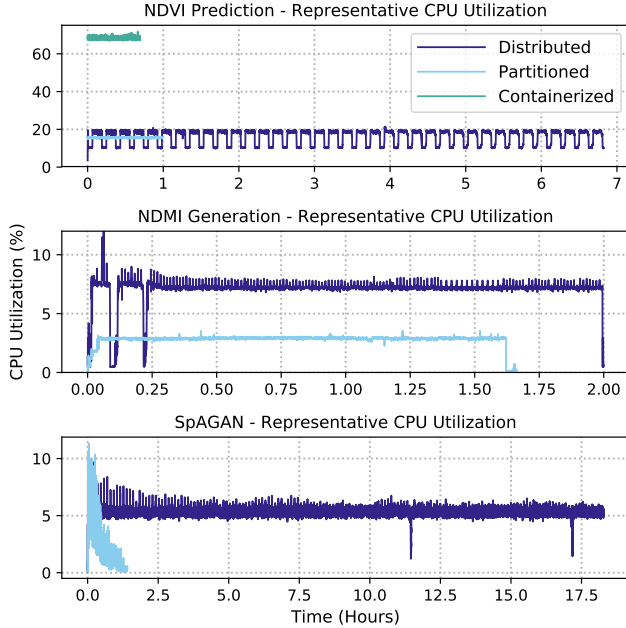 NDVI Prediction - Representative CPU Utilization
60
40
20
0
Distributed
Partitioned
Containerized
0 1 2 3 4 5 6 7
NDMI Generation - Representative CPU Utilization
CPU Utilization (%)
10
5
0
0.00 0.25 0.50 0.75 1.00 1.25 1.50 1.75 2.00
SpAGAN - Representative CPU Utilization
10
5
0
0.0 2.5 5.0 7.5 10.0 12.5 15.0 17.5
Time (Hours)